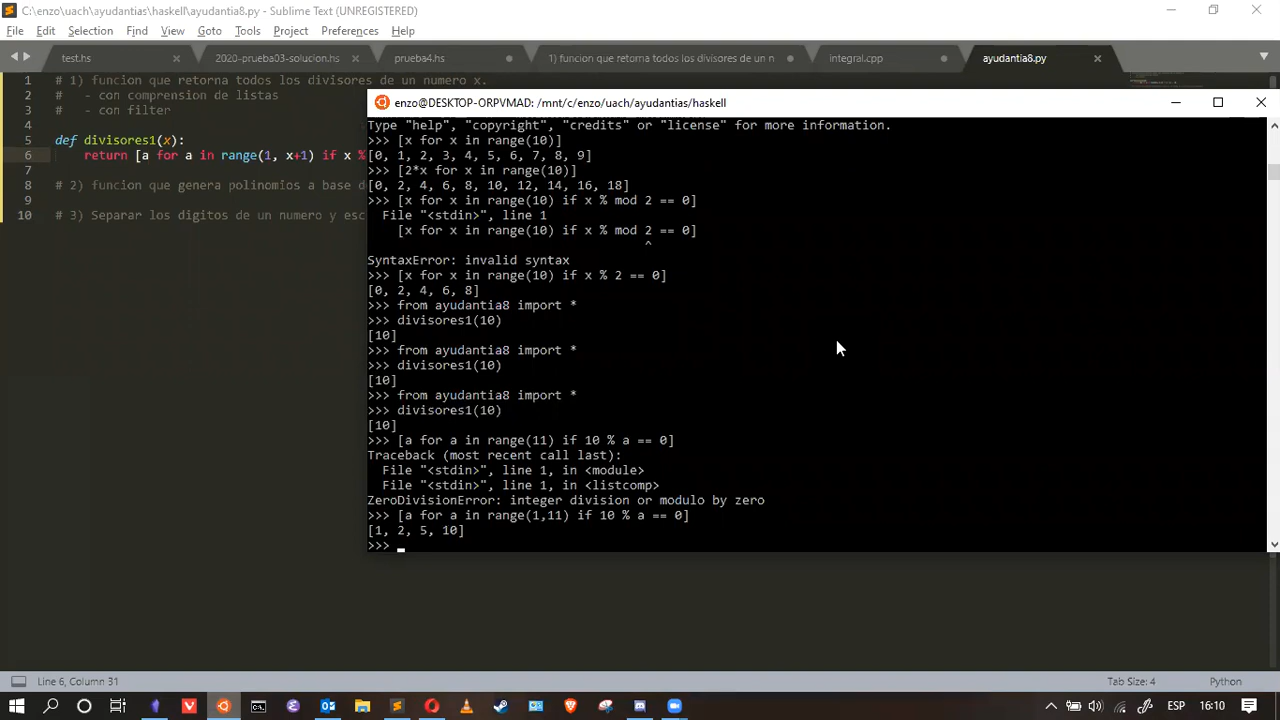 C:\enzo\uach\ayudantias\haskell\ayudantia8.py - Sublime Text (UNREGISTERED)
File Edit Selection Find View Goto Tools Project Preferences Help
test.hs 2020-prueba03-solucion.hs prueba4.hs 1) funcion que retorna todos los divisores de un n integral.cpp ayudantia8.py
1 # 1) funcion que retorna todos los divisores de un numero x.
2 # - con comprension de listas
3 # - con filter
4
5 def divisores1(x):
6 return [a for a in range(1, x+1) if x %
7
8 # 2) funcion que genera polinomios a base d
9
10 # 3) Separar los digitos de un numero y esc
enzo@DESKTOP-ORPVMAD: /mnt/c/enzo/uach/ayudantias/haskell
Type "help", "copyright", "credits" or "license" for more information.
>>> [x for x in range(10)]
[0, 1, 2, 3, 4, 5, 6, 7, 8, 9]
>>> [2*x for x in range(10)]
[0, 2, 4, 6, 8, 10, 12, 14, 16, 18]
>>> [x for x in range(10) if x % mod 2 == 0]
File "<stdin>", line 1
[x for x in range(10) if x % mod 2 == 0]
^
SyntaxError: invalid syntax
>>> [x for x in range(10) if x % 2 == 0]
[0, 2, 4, 6, 8]
>>> from ayudantia8 import *
>>> divisores1(10)
[10]
>>> from ayudantia8 import *
>>> divisores1(10)
[10]
>>> from ayudantia8 import *
>>> divisores1(10)
[10]
>>> [a for a in range(11) if 10 % a == 0]
Traceback (most recent call last):
File "<stdin>", line 1, in <module>
File "<stdin>", line 1, in <listcomp>
ZeroDivisionError: integer division or modulo by zero
>>> [a for a in range(1,11) if 10 % a == 0]
[1, 2, 5, 10]
>>>
Line 6, Column 31 Tab Size: 4 Python
ESP 16:10